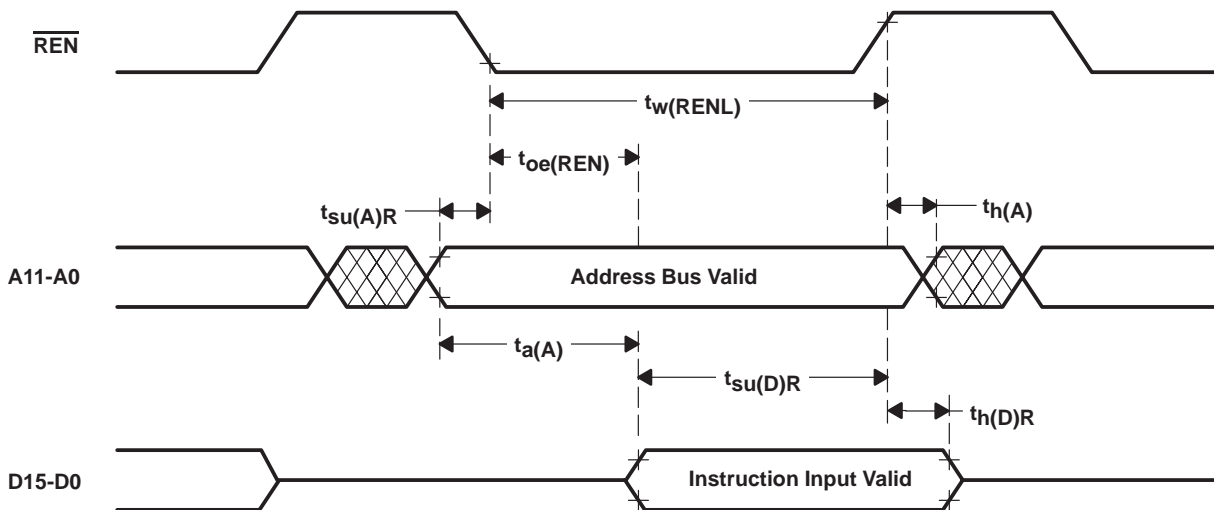 REN
tw(RENL)
toe(REN)
tsu(A)R
th(A)
A11-A0
Address Bus Valid
ta(A)
tsu(D)R
th(D)R
D15-D0
Instruction Input Valid